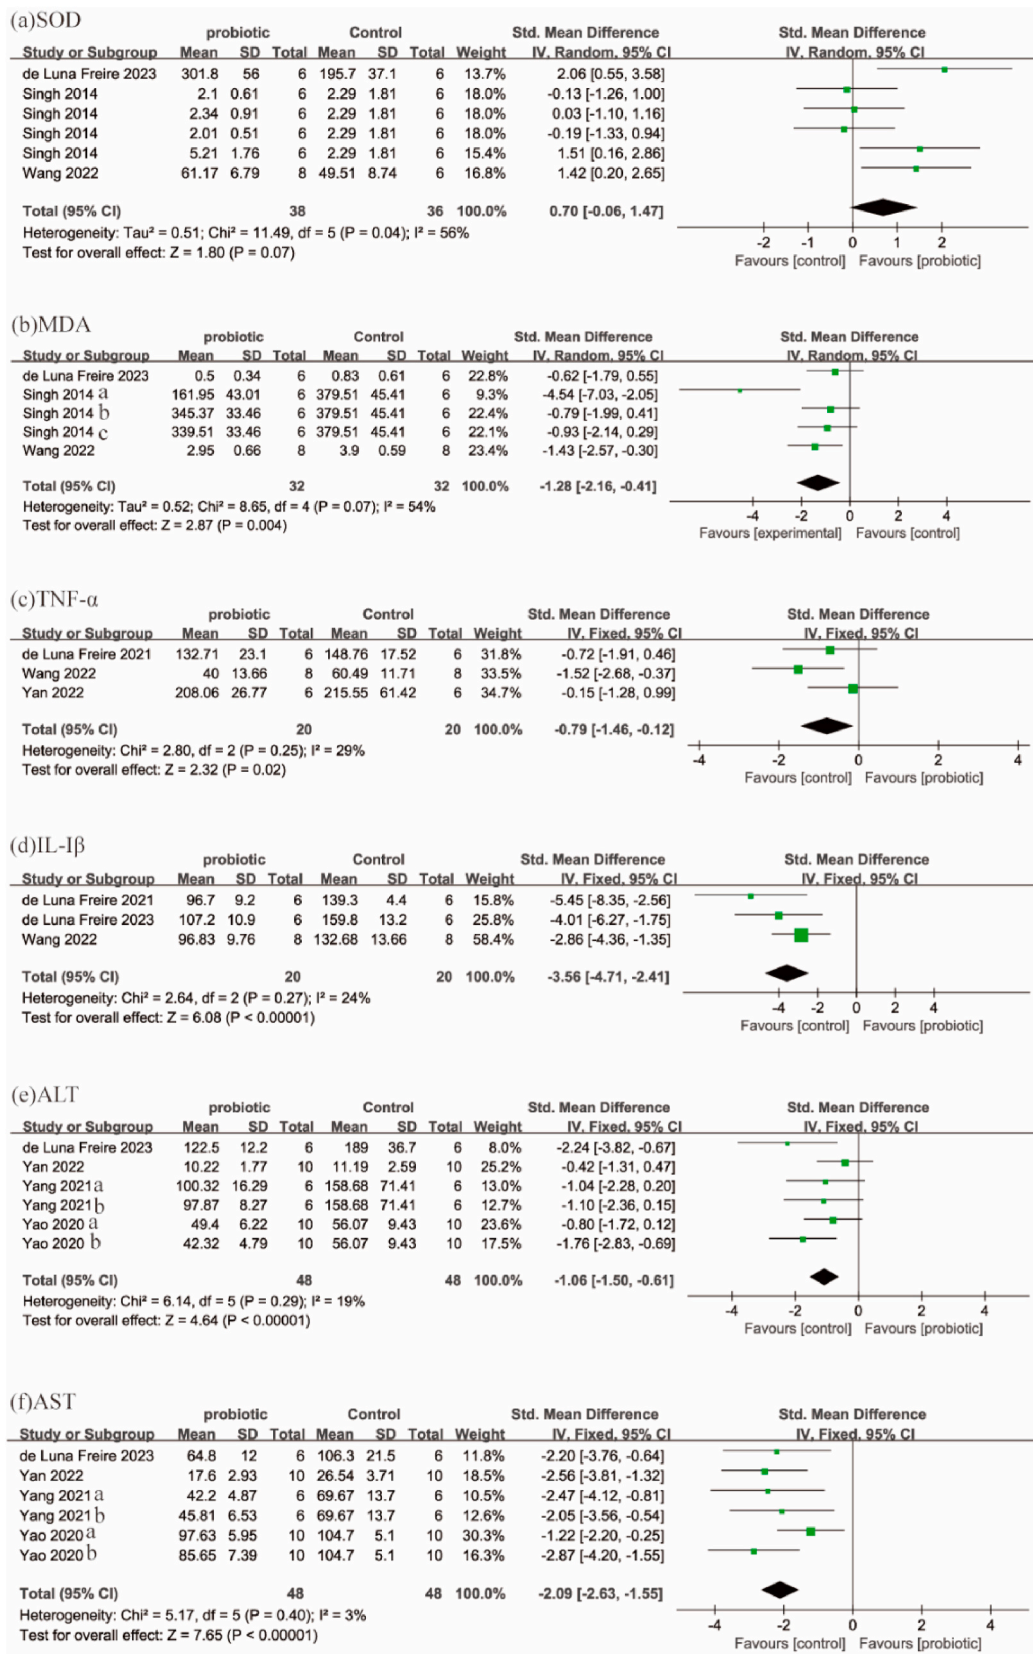 (a)SOD
probiotic Control Std. Mean Difference Std. Mean Difference
Study or Subgroup Mean SD Total Mean SD Total Weight IV, Random, 95% CI IV, Random, 95% CI
de Luna Freire 2023 301.8 56 6 195.7 37.1 6 13.7% 2.06 [0.55, 3.58]
Singh 2014 2.1 0.61 6 2.29 1.81 6 18.0% -0.13 [-1.26, 1.00]
Singh 2014 2.34 0.91 6 2.29 1.81 6 18.0% 0.03 [-1.10, 1.16]
Singh 2014 2.01 0.51 6 2.29 1.81 6 18.0% -0.19 [-1.33, 0.94]
Singh 2014 5.21 1.76 6 2.29 1.81 6 15.4% 1.51 [0.16, 2.86]
Wang 2022 61.17 6.79 8 49.51 8.74 6 16.8% 1.42 [0.20, 2.65]
Total (95% CI) 38 36 100.0% 0.70 [-0.06, 1.47]
Heterogeneity: Tau² = 0.51; Chi² = 11.49, df = 5 (P = 0.04); I² = 56%
Test for overall effect: Z = 1.80 (P = 0.07)
-2 -1 0 1 2
Favours [control] Favours [probiotic]
(b)MDA
probiotic Control Std. Mean Difference Std. Mean Difference
Study or Subgroup Mean SD Total Mean SD Total Weight IV, Random, 95% CI IV, Random, 95% CI
de Luna Freire 2023 0.5 0.34 6 0.83 0.61 6 22.8% -0.62 [-1.79, 0.55]
Singh 2014 a 161.95 43.01 6 379.51 45.41 6 9.3% -4.54 [-7.03, -2.05]
Singh 2014 b 345.37 33.46 6 379.51 45.41 6 22.4% -0.79 [-1.99, 0.41]
Singh 2014 c 339.51 33.46 6 379.51 45.41 6 22.1% -0.93 [-2.14, 0.29]
Wang 2022 2.95 0.66 8 3.9 0.59 8 23.4% -1.43 [-2.57, -0.30]
Total (95% CI) 32 32 100.0% -1.28 [-2.16, -0.41]
Heterogeneity: Tau² = 0.52; Chi² = 8.65, df = 4 (P = 0.07); I² = 54%
Test for overall effect: Z = 2.87 (P = 0.004)
-4 -2 0 2 4
Favours [experimental] Favours [control]
(c)TNF-α
probiotic Control Std. Mean Difference Std. Mean Difference
Study or Subgroup Mean SD Total Mean SD Total Weight IV, Fixed, 95% CI IV, Fixed, 95% CI
de Luna Freire 2021 132.71 23.1 6 148.76 17.52 6 31.8% -0.72 [-1.91, 0.46]
Wang 2022 40 13.66 8 60.49 11.71 8 33.5% -1.52 [-2.68, -0.37]
Yan 2022 208.06 26.77 6 215.55 61.42 6 34.7% -0.15 [-1.28, 0.99]
Total (95% CI) 20 20 100.0% -0.79 [-1.46, -0.12]
Heterogeneity: Chi² = 2.80, df = 2 (P = 0.25); I² = 29%
Test for overall effect: Z = 2.32 (P = 0.02)
-4 -2 0 2 4
Favours [control] Favours [probiotic]
(d)IL-Iβ
probiotic Control Std. Mean Difference Std. Mean Difference
Study or Subgroup Mean SD Total Mean SD Total Weight IV, Fixed, 95% CI IV, Fixed, 95% CI
de Luna Freire 2021 96.7 9.2 6 139.3 4.4 6 15.8% -5.45 [-8.35, -2.56]
de Luna Freire 2023 107.2 10.9 6 159.8 13.2 6 25.8% -4.01 [-6.27, -1.75]
Wang 2022 96.83 9.76 8 132.68 13.66 8 58.4% -2.86 [-4.36, -1.35]
Total (95% CI) 20 20 100.0% -3.56 [-4.71, -2.41]
Heterogeneity: Chi² = 2.64, df = 2 (P = 0.27); I² = 24%
Test for overall effect: Z = 6.08 (P < 0.00001)
-4 -2 0 2 4
Favours [control] Favours [probiotic]
(e)ALT
probiotic Control Std. Mean Difference Std. Mean Difference
Study or Subgroup Mean SD Total Mean SD Total Weight IV, Fixed, 95% CI IV, Fixed, 95% CI
de Luna Freire 2023 122.5 12.2 6 189 36.7 6 8.0% -2.24 [-3.82, -0.67]
Yan 2022 10.22 1.77 10 11.19 2.59 10 25.2% -0.42 [-1.31, 0.47]
Yang 2021 a 100.32 16.29 6 158.68 71.41 6 13.0% -1.04 [-2.28, 0.20]
Yang 2021 b 97.87 8.27 6 158.68 71.41 6 12.7% -1.10 [-2.36, 0.15]
Yao 2020 a 49.4 6.22 10 56.07 9.43 10 23.6% -0.80 [-1.72, 0.12]
Yao 2020 b 42.32 4.79 10 56.07 9.43 10 17.5% -1.76 [-2.83, -0.69]
Total (95% CI) 48 48 100.0% -1.06 [-1.50, -0.61]
Heterogeneity: Chi² = 6.14, df = 5 (P = 0.29); I² = 19%
Test for overall effect: Z = 4.64 (P < 0.00001)
-4 -2 0 2 4
Favours [control] Favours [probiotic]
(f)AST
probiotic Control Std. Mean Difference Std. Mean Difference
Study or Subgroup Mean SD Total Mean SD Total Weight IV, Fixed, 95% CI IV, Fixed, 95% CI
de Luna Freire 2023 64.8 12 6 106.3 21.5 6 11.8% -2.20 [-3.76, -0.64]
Yan 2022 17.6 2.93 10 26.54 3.71 10 18.5% -2.56 [-3.81, -1.32]
Yang 2021 a 42.2 4.87 6 69.67 13.7 6 10.5% -2.47 [-4.12, -0.81]
Yang 2021 b 45.81 6.53 6 69.67 13.7 6 12.6% -2.05 [-3.56, -0.54]
Yao 2020 a 97.63 5.95 10 104.7 5.1 10 30.3% -1.22 [-2.20, -0.25]
Yao 2020 b 85.65 7.39 10 104.7 5.1 10 16.3% -2.87 [-4.20, -1.55]
Total (95% CI) 48 48 100.0% -2.09 [-2.63, -1.55]
Heterogeneity: Chi² = 5.17, df = 5 (P = 0.40); I² = 3%
Test for overall effect: Z = 7.65 (P < 0.00001)
-4 -2 0 2 4
Favours [control] Favours [probiotic]